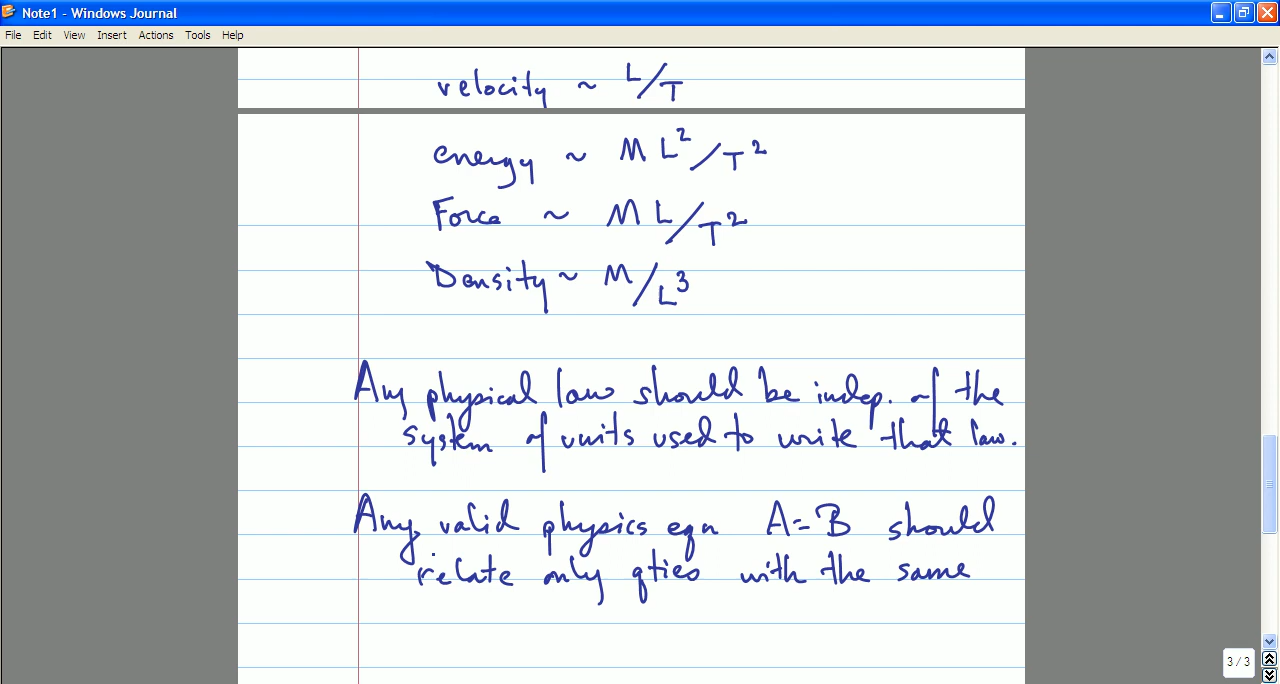 Note1 - Windows Journal
File Edit View Insert Actions Tools Help
velocity ~ L/T
energy ~ M L²/T²
Force ~ M L/T²
Density ~ M/L³
Any physical law should be indep. of the
system of units used to write that law.
Any valid physics eqn A=B should
relate only qties with the same
3 / 3